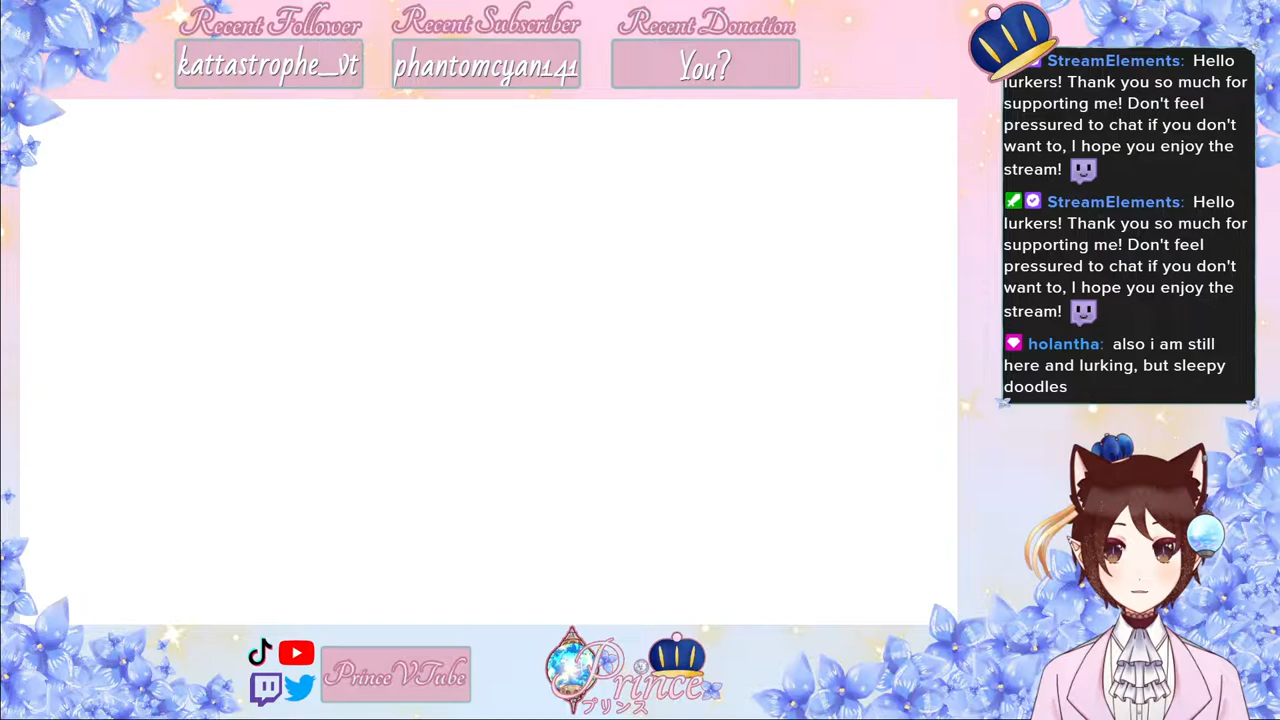 Recent Follower
Recent Subscriber
Recent Donation
kattastrophe_vt
phantomcyan141
You?
StreamElements: Hello
lurkers! Thank you so much for
supporting me! Don't feel
pressured to chat if you don't
want to, I hope you enjoy the
stream!
StreamElements: Hello
lurkers! Thank you so much for
supporting me! Don't feel
pressured to chat if you don't
want to, I hope you enjoy the
stream!
holantha: also i am still
here and lurking, but sleepy
doodles
Prince VTube
Prince
プリンス